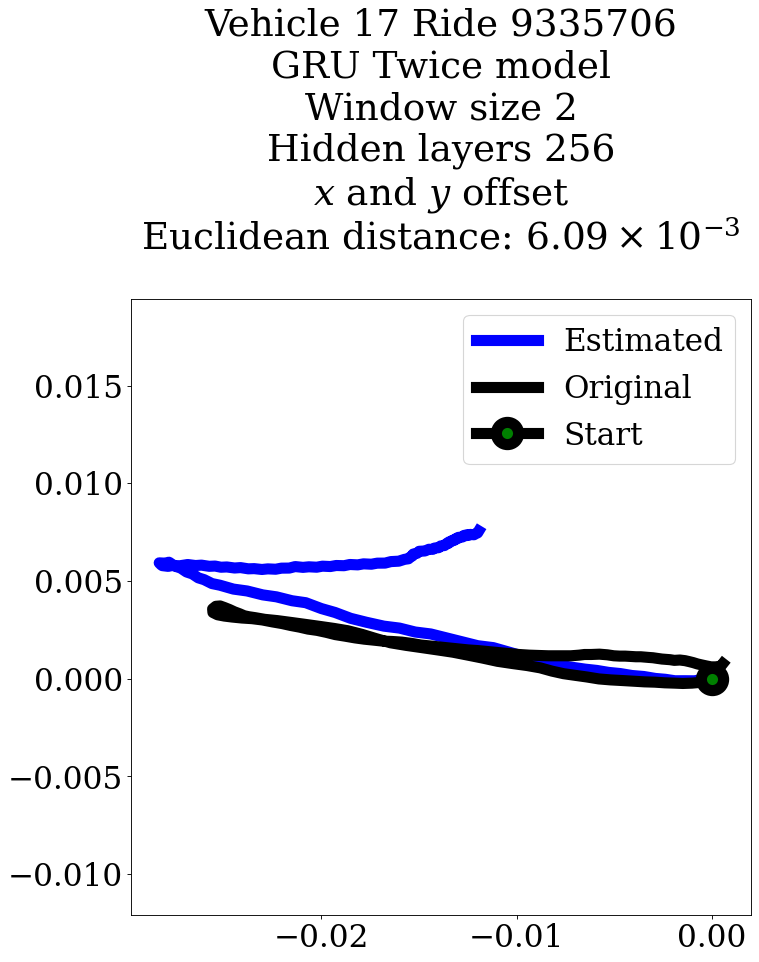 Vehicle 17 Ride 9335706
GRU Twice model
Window size 2
Hidden layers 256
x and y offset
Euclidean distance: 6.09 × 10⁻³
Estimated
Original
Start
0.015
0.010
0.005
0.000
−0.005
−0.010
−0.02 −0.01 0.00